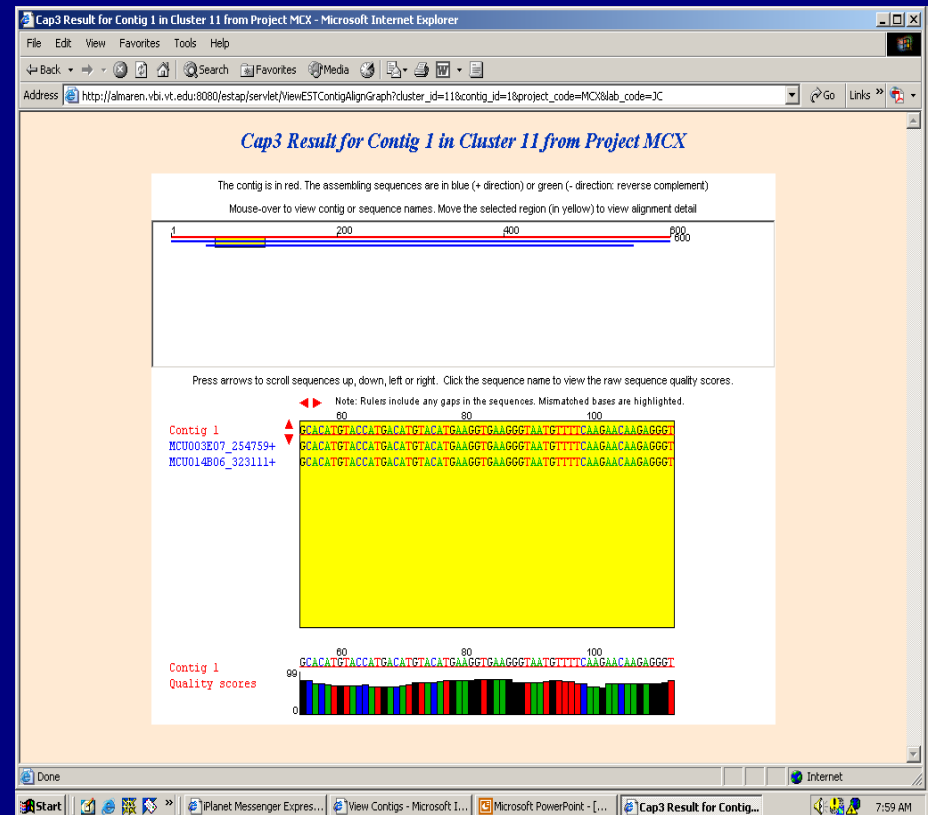 Cap3 Result for Contig 1 in Cluster 11 from Project MCX - Microsoft Internet Explorer
File Edit View Favorites Tools Help
Back Search Favorites Media
Address http://almaren.vbi.vt.edu:8080/estap/servlet/ViewESTContigAlignGraph?cluster_id=11&contig_id=1&project_code=MCX&lab_code=JC Go Links »
Cap3 Result for Contig 1 in Cluster 11 from Project MCX
The contig is in red. The assembling sequences are in blue (+ direction) or green (- direction: reverse complement)
Mouse-over to view contig or sequence names. Move the selected region (in yellow) to view alignment detail
1 200 400 600
600
Press arrows to scroll sequences up, down, left or right. Click the sequence name to view the raw sequence quality scores.
Note: Rulers include any gaps in the sequences. Mismatched bases are highlighted.
60 80 100
Contig 1 GCACATGTACCATGACATGTACATGAAGGTGAAGGGTAATGTTTTCAAGAACAAGAGGGT
MCU003E07_254759+ GCACATGTACCATGACATGTACATGAAGGTGAAGGGTAATGTTTTCAAGAACAAGAGGGT
MCU014B06_323111+ GCACATGTACCATGACATGTACATGAAGGTGAAGGGTAATGTTTTCAAGAACAAGAGGGT
60 80 100
Contig 1 GCACATGTACCATGACATGTACATGAAGGTGAAGGGTAATGTTTTCAAGAACAAGAGGGT
Quality scores 99
0
Done Internet
Start » iPlanet Messenger Expres... View Contigs - Microsoft I... Microsoft PowerPoint - [... Cap3 Result for Contig... 7:59 AM